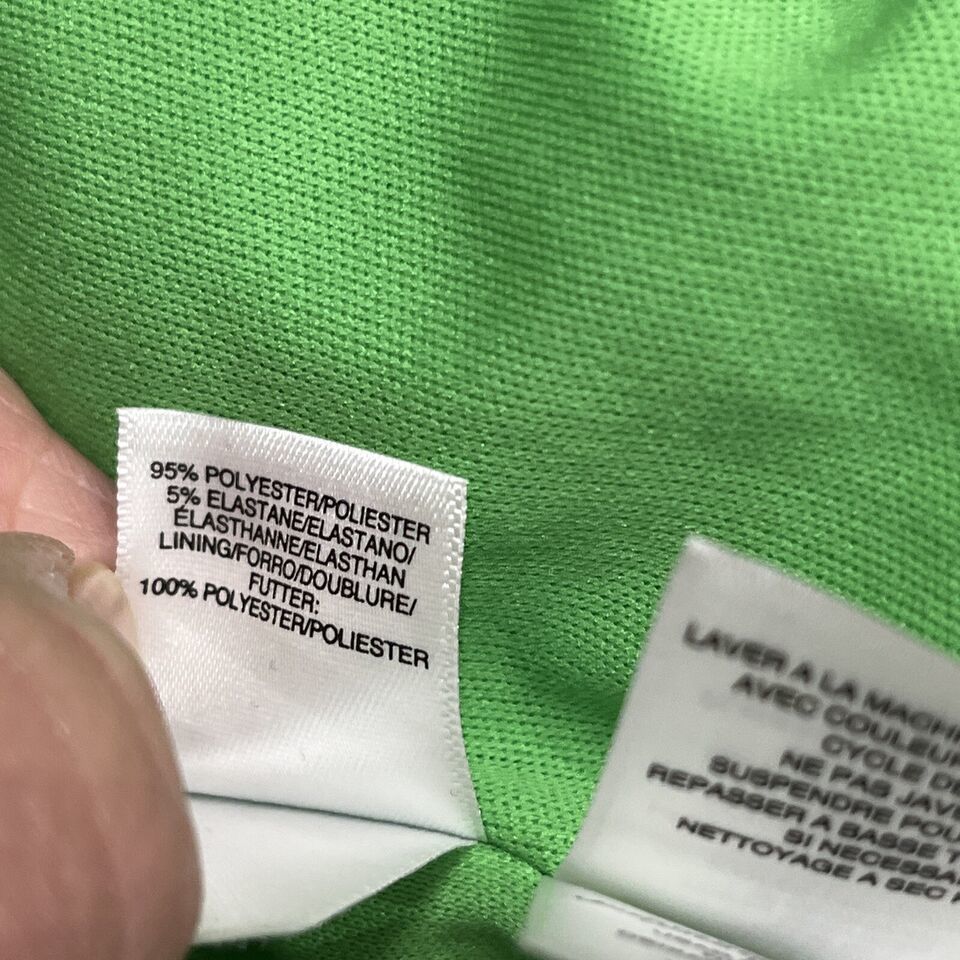 95% POLYESTER/POLIESTER
5% ELASTANE/ELASTANO/
ÉLASTHANNE/ELASTHAN
LINING/FORRO/DOUBLURE/
FUTTER:
100% POLYESTER/POLIESTER
LAVER A LA
AVEC
CYCLE
NE PAS
SUSPENDRE
REPASSER A BASSE
SI
NETTOYAGE A SEC